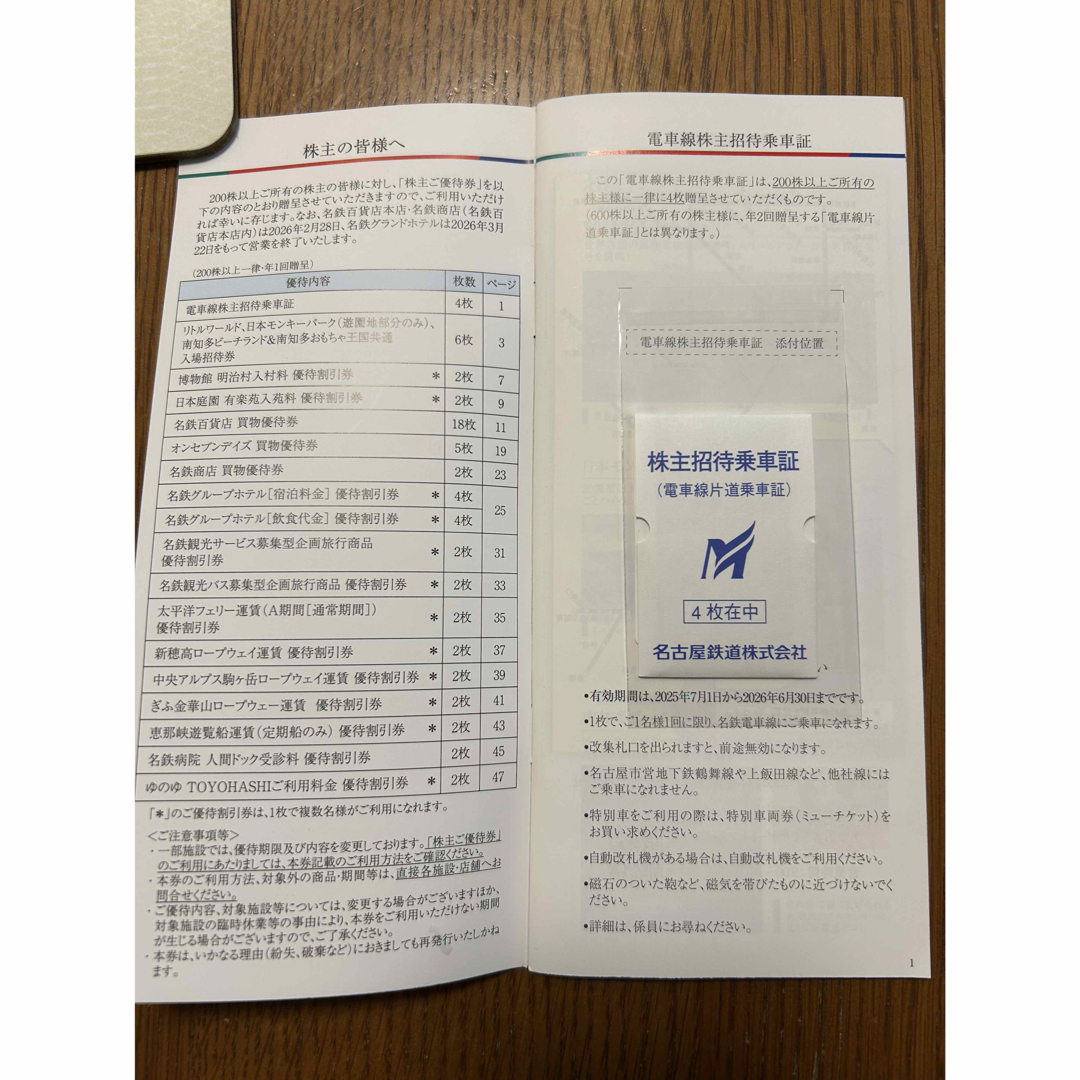 株主の皆様へ
200株以上ご所有の株主の皆様に対し、「株主ご優待券」を以
下の内容のとおり贈呈させていただきますので、ご利用いただけ
れば幸いに存じます。なお、名鉄百貨店本店・名鉄商店(名鉄百
貨店本店内)は2026年2月28日、名鉄グランドホテルは2026年3月
22日をもって営業を終了いたします。
(200株以上一律・年1回贈呈)
優待内容 枚数 ページ
電車線株主招待乗車証 4枚 1
リトルワールド、日本モンキーパーク(遊園地部分のみ)、
南知多ビーチランド&南知多おもちゃ王国共通
入場招待券 6枚 3
博物館 明治村入村料 優待割引券 * 2枚 7
日本庭園 有楽苑入苑料 優待割引券 * 2枚 9
名鉄百貨店 買物優待券 18枚 11
オンセブンデイズ 買物優待券 5枚 19
名鉄商店 買物優待券 2枚 23
名鉄グループホテル[宿泊料金] 優待割引券 * 4枚 25
名鉄グループホテル[飲食代金] 優待割引券 * 4枚
名鉄観光サービス募集型企画旅行商品
優待割引券 * 2枚 31
名鉄観光バス募集型企画旅行商品 優待割引券 * 2枚 33
太平洋フェリー運賃(A期間[通常期間])
優待割引券 * 2枚 35
新穂高ロープウェイ運賃 優待割引券 * 2枚 37
中央アルプス駒ヶ岳ロープウェイ運賃 優待割引券 * 2枚 39
ぎふ金華山ロープウェー運賃 優待割引券 * 2枚 41
恵那峡遊覧船運賃(定期船のみ) 優待割引券 * 2枚 43
名鉄病院 人間ドック受診料 優待割引券 2枚 45
ゆのゆ TOYOHASHIご利用料金 優待割引券 * 2枚 47
「*」のご優待割引券は、1枚で複数名様がご利用になれます。
<ご注意事項等>
・一部施設では、優待期限及び内容を変更しております。「株主ご優待券」
のご利用にあたりましては、本券記載のご利用方法をご確認ください。
・本券のご利用方法、対象外の商品・期間等は、直接各施設・店舗へお
問合せください。
・ご優待内容、対象施設等については、変更する場合がございますほか、
対象施設の臨時休業等の事由により、本券をご利用いただけない期間
が生じる場合がございますので、ご了承ください。
・本券は、いかなる理由(紛失、破棄など)におきましても再発行いたしかね
ます。
電車線株主招待乗車証
この「電車線株主招待乗車証」は、200株以上ご所有の
株主様に一律に4枚贈呈させていただくものです。
(600株以上ご所有の株主様に、年2回贈呈する「電車線片
道乗車証」とは異なります。)
電車線株主招待乗車証 添付位置
株主招待乗車証
(電車線片道乗車証)
4枚在中
名古屋鉄道株式会社
•有効期間は、2025年7月1日から2026年6月30日までです。
•1枚で、ご1名様1回に限り、名鉄電車線にご乗車になれます。
•改集札口を出られますと、前途無効になります。
•名古屋市営地下鉄鶴舞線や上飯田線など、他社線には
ご乗車になれません。
•特別車をご利用の際は、特別車両券(ミューチケット)を
お買い求めください。
•自動改札機がある場合は、自動改札機をご利用ください。
•磁石のついた鞄など、磁気を帯びたものに近づけないでく
ださい。
•詳細は、係員にお尋ねください。
1